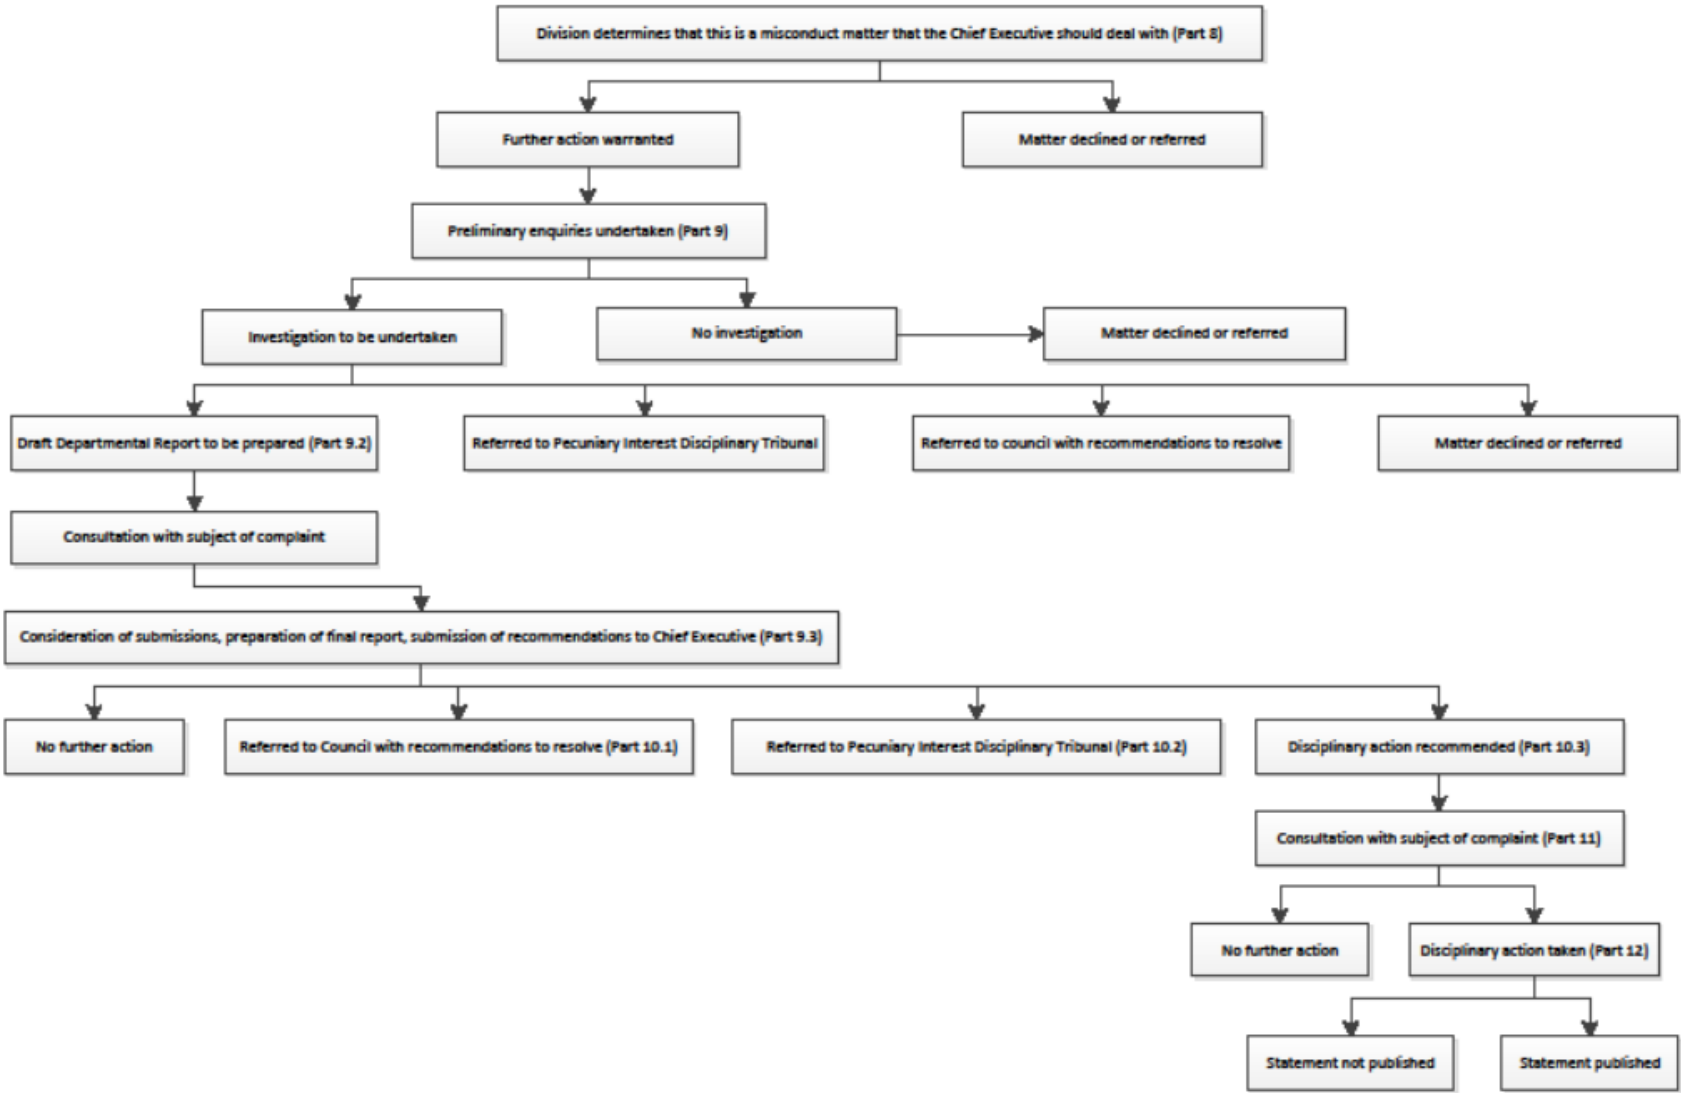 Division determines that this is a misconduct matter that the Chief Executive should deal with (Part 8)
Further action warranted
Matter declined or referred
Preliminary enquiries undertaken (Part 9)
Investigation to be undertaken
No investigation
Matter declined or referred
Draft Departmental Report to be prepared (Part 9.2)
Referred to Pecuniary Interest Disciplinary Tribunal
Referred to council with recommendations to resolve
Matter declined or referred
Consultation with subject of complaint
Consideration of submissions, preparation of final report, submission of recommendations to Chief Executive (Part 9.3)
No further action
Referred to Council with recommendations to resolve (Part 10.1)
Referred to Pecuniary Interest Disciplinary Tribunal (Part 10.2)
Disciplinary action recommended (Part 10.3)
Consultation with subject of complaint (Part 11)
No further action
Disciplinary action taken (Part 12)
Statement not published
Statement published